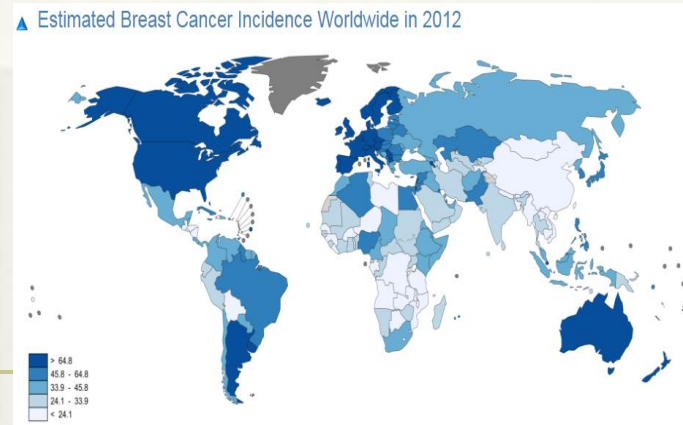 Estimated Breast Cancer Incidence Worldwide in 2012
> 64.8
45.8 - 64.8
33.9 - 45.8
24.1 - 33.9
< 24.1